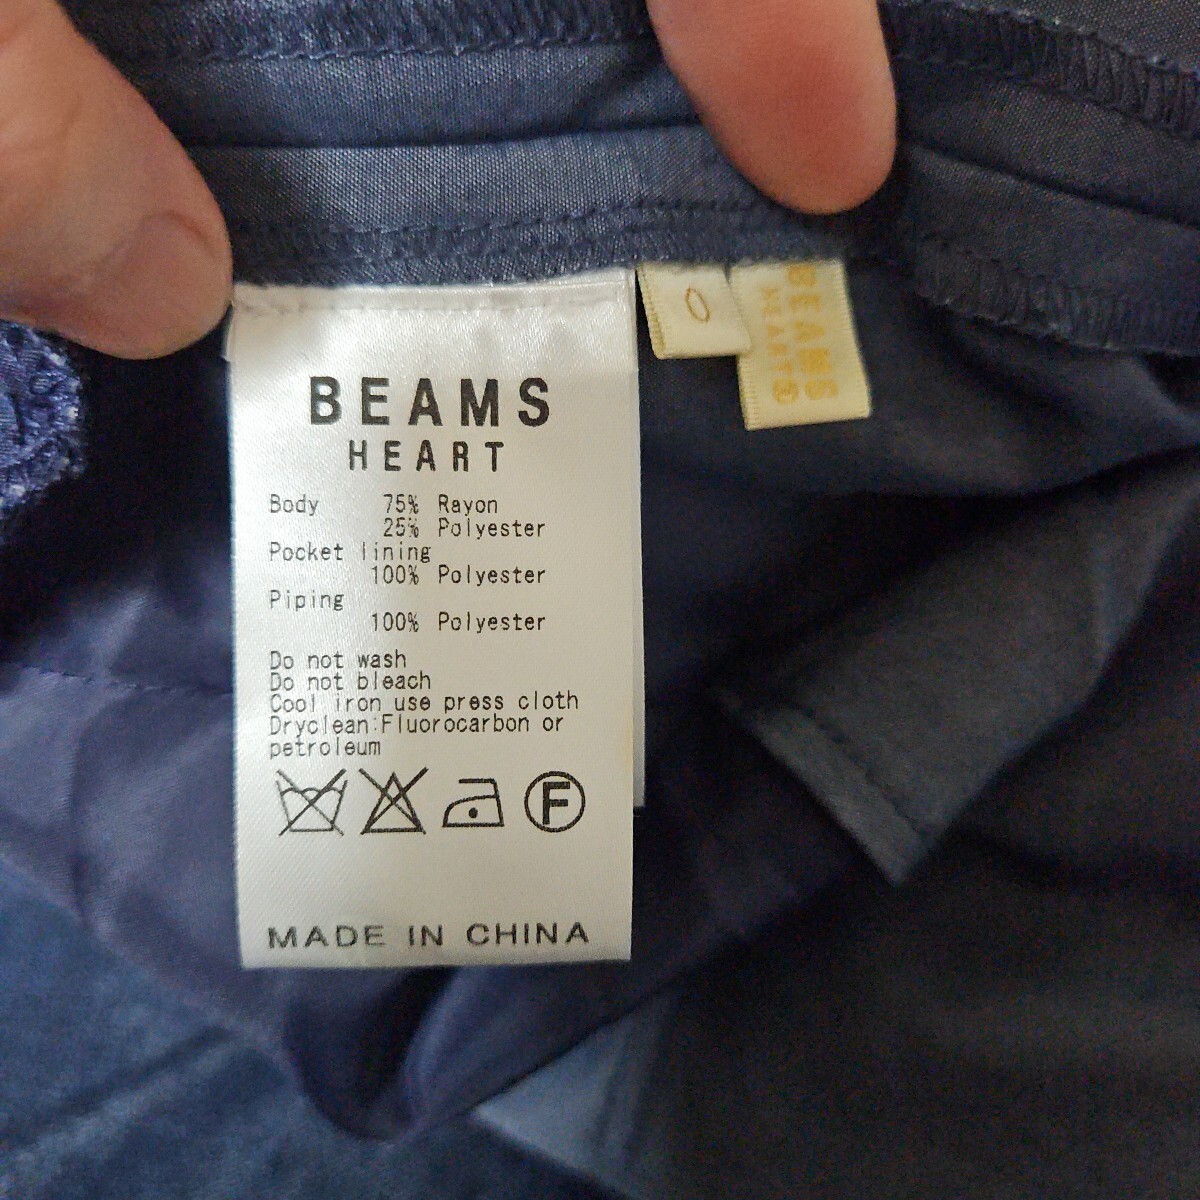 BEAMS
HEART
Body 75% Rayon
25% Polyester
Pocket lining
100% Polyester
Piping
100% Polyester
Do not wash
Do not bleach
Cool iron use press cloth
Dryclean:Fluorocarbon or
petroleum
F
MADE IN CHINA
0
BEAMS
HEART®